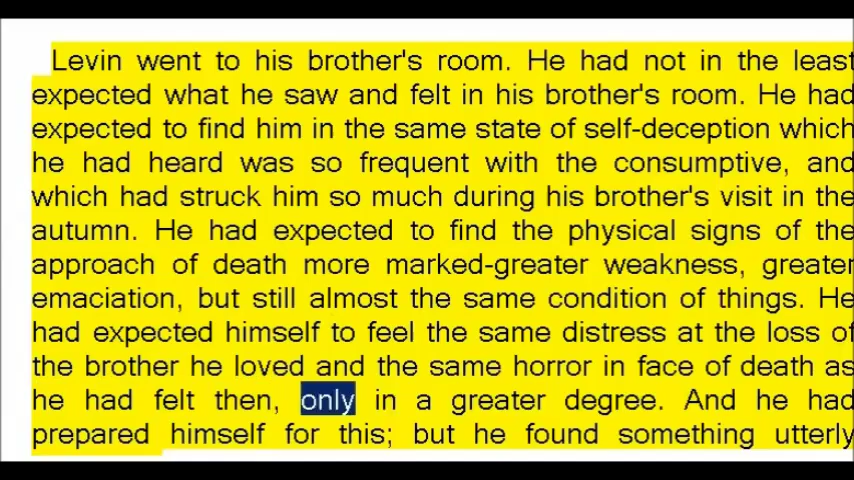 Levin went to his brother's room. He had not in the least
expected what he saw and felt in his brother's room. He had
expected to find him in the same state of self-deception which
he had heard was so frequent with the consumptive, and
which had struck him so much during his brother's visit in the
autumn. He had expected to find the physical signs of the
approach of death more marked-greater weakness, greater
emaciation, but still almost the same condition of things. He
had expected himself to feel the same distress at the loss of
the brother he loved and the same horror in face of death as
he had felt then, only in a greater degree. And he had
prepared himself for this; but he found something utterly